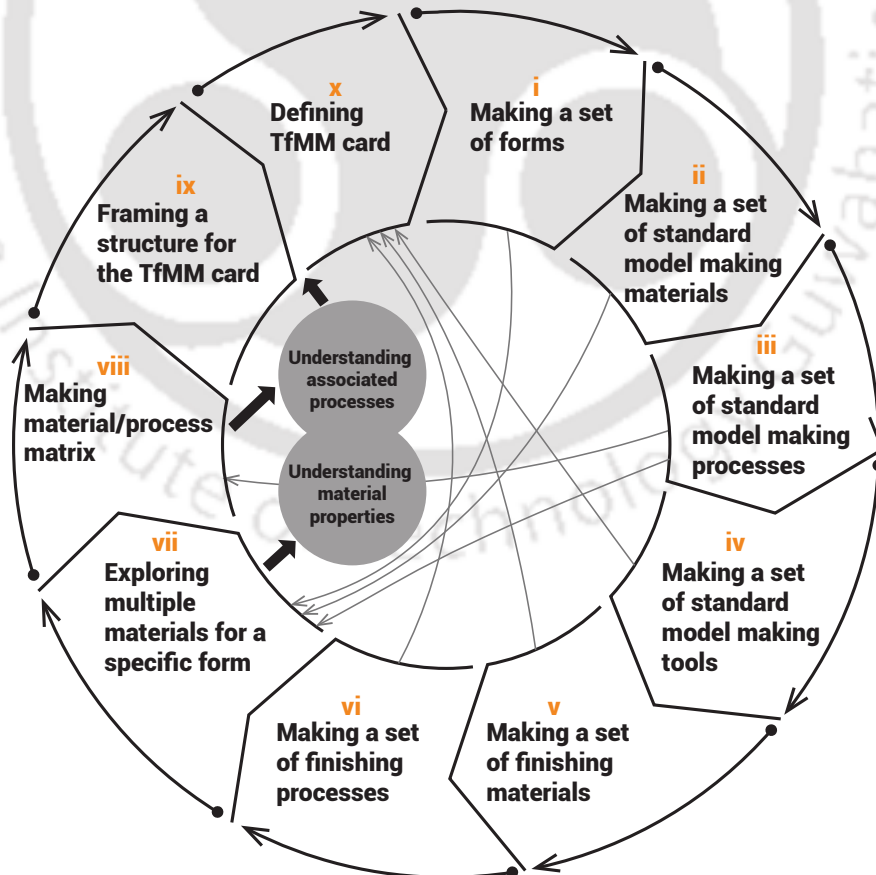 i
Making a set
of forms
ii
Making a set
of standard
model making
materials
iii
Making a set
of standard
model making
processes
iv
Making a set
of standard
model making
tools
v
Making a set
of finishing
materials
vi
Making a set
of finishing
processes
vii
Exploring
multiple
materials for a
specific form
viii
Making
material/process
matrix
ix
Framing a
structure for
the TfMM card
x
Defining
TfMM card
Understanding
associated
processes
Understanding
material
properties